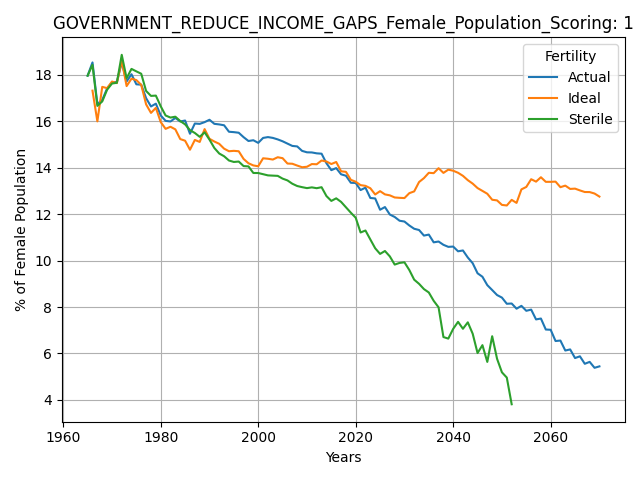 GOVERNMENT_REDUCE_INCOME_GAPS_Female_Population_Scoring: 1
Fertility
Actual
Ideal
Sterile
% of Female Population
18
16
14
12
10
8
6
4
1960
1980
2000
2020
2040
2060
Years